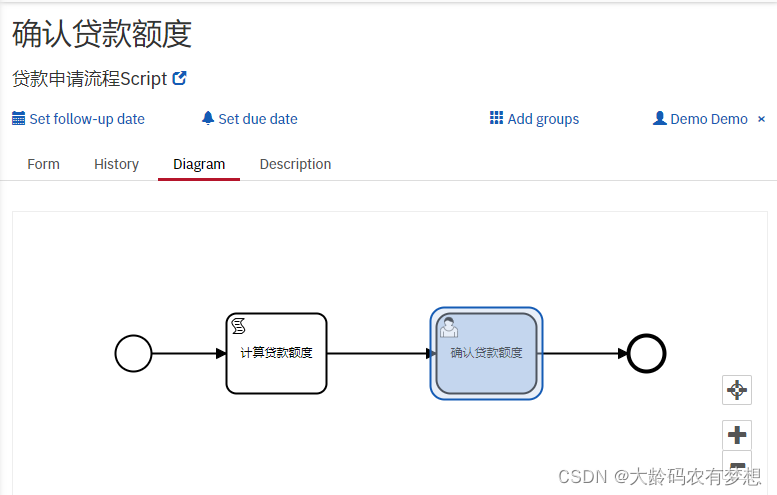 确认贷款额度
贷款申请流程Script
Set follow-up date Set due date Add groups Demo Demo ×
Form History Diagram Description
计算贷款额度 确认贷款额度
CSDN @大龄码农有梦想